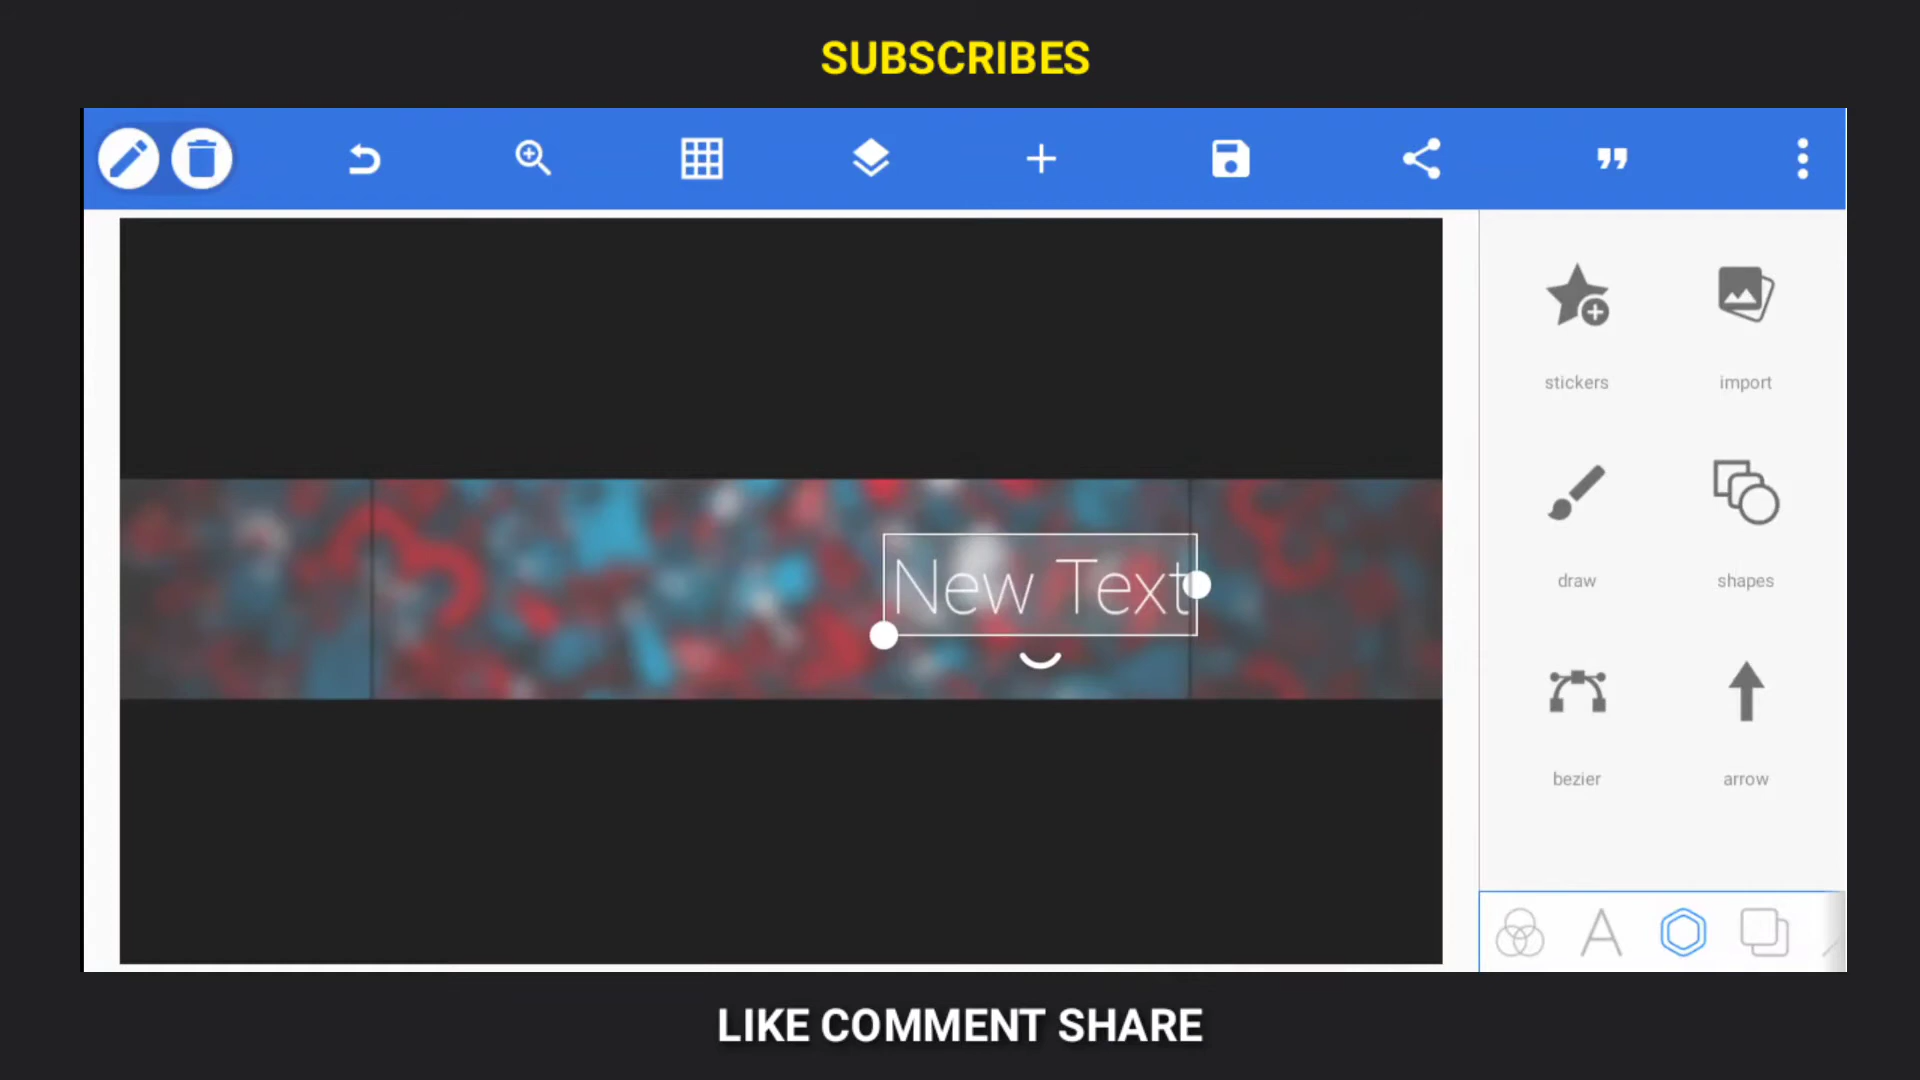 SUBSCRIBES
New Text
stickers
import
draw
shapes
bezier
arrow
LIKE COMMENT SHARE